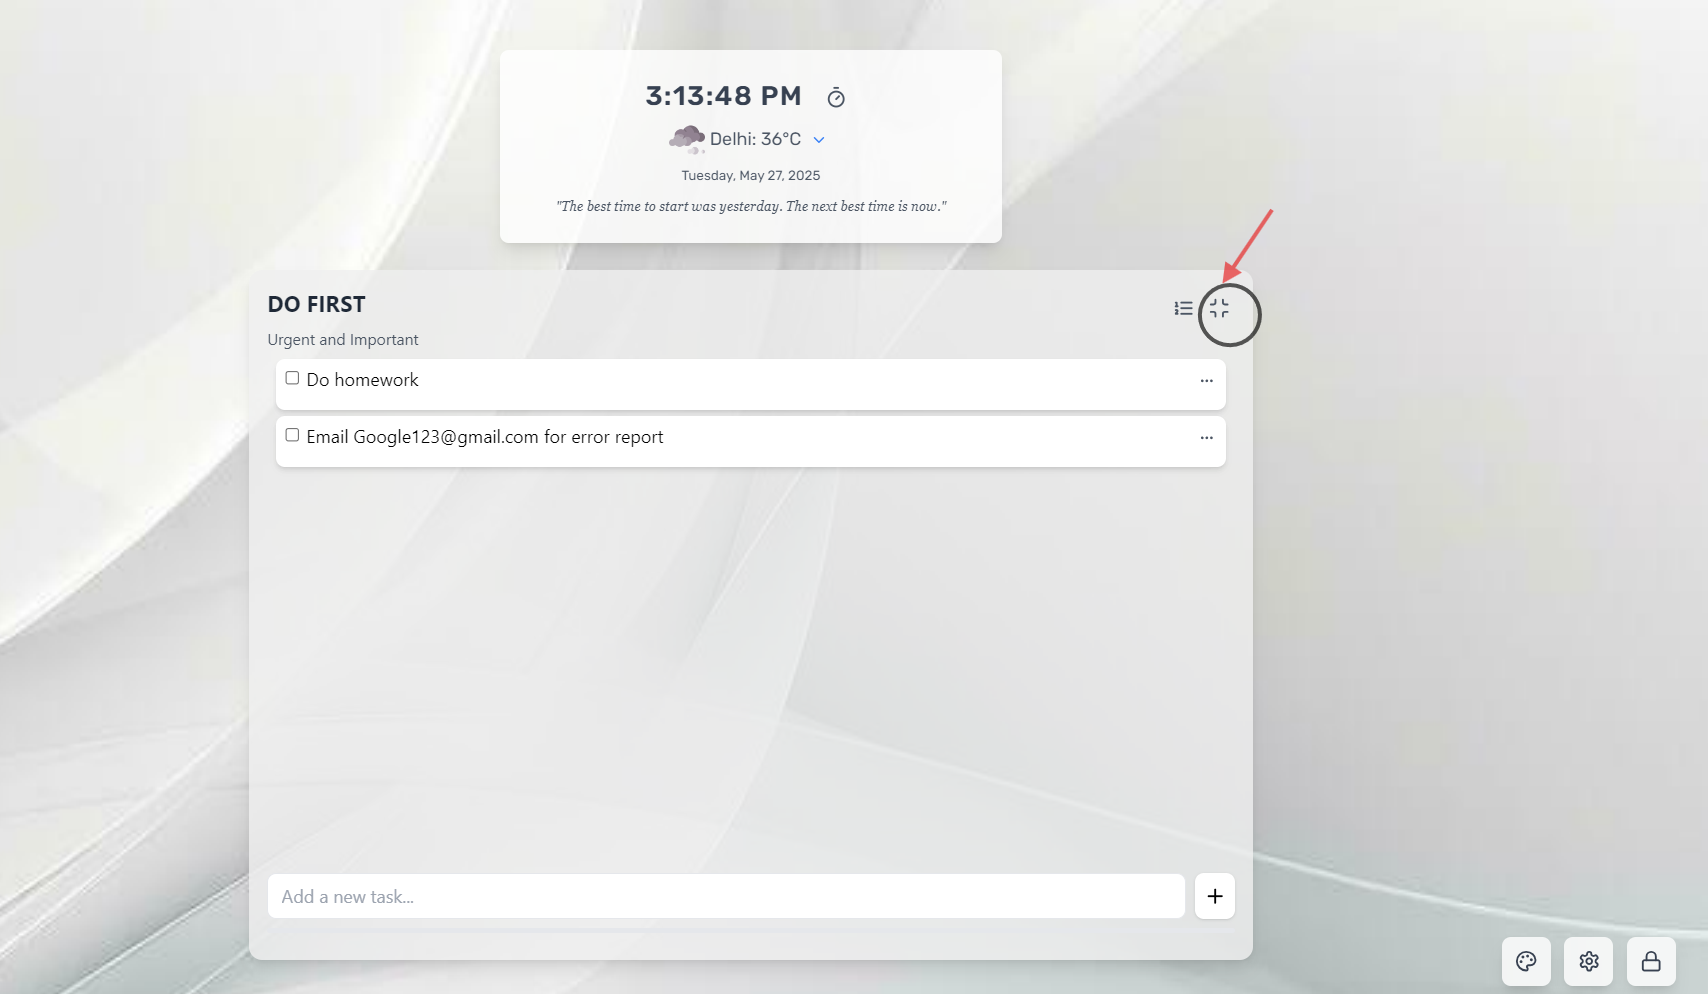 3:13:48 PM
Delhi: 36°C
Tuesday, May 27, 2025
"The best time to start was yesterday. The next best time is now."
DO FIRST
Urgent and Important
Do homework
Email Google123@gmail.com for error report
Add a new task...